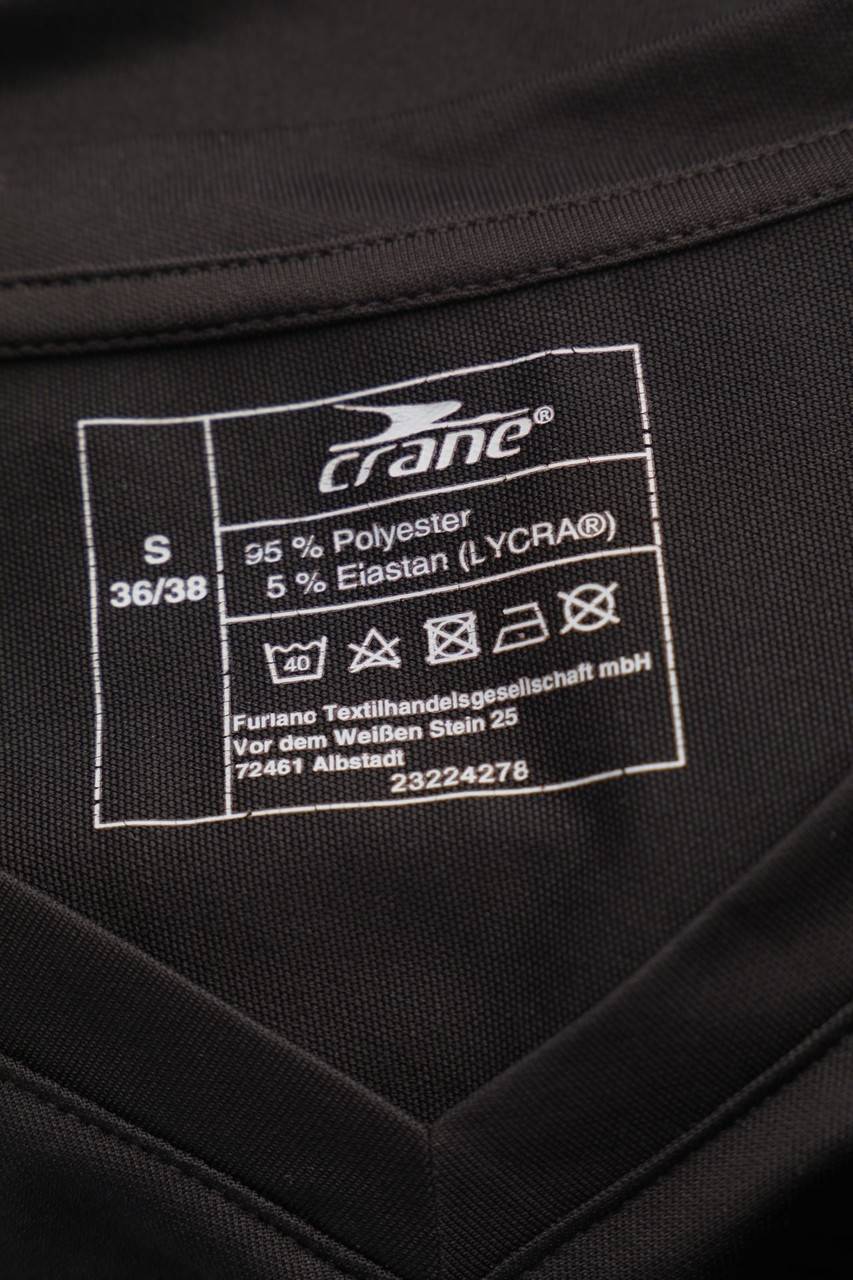 crane®
S
36/38
95 % Polyester
5 % Elastan (LYCRA®)
40
Furlanc Textilhandelsgesellschaft mbH
Vor dem Weißen Stein 25
72461 Albstadt
23224278